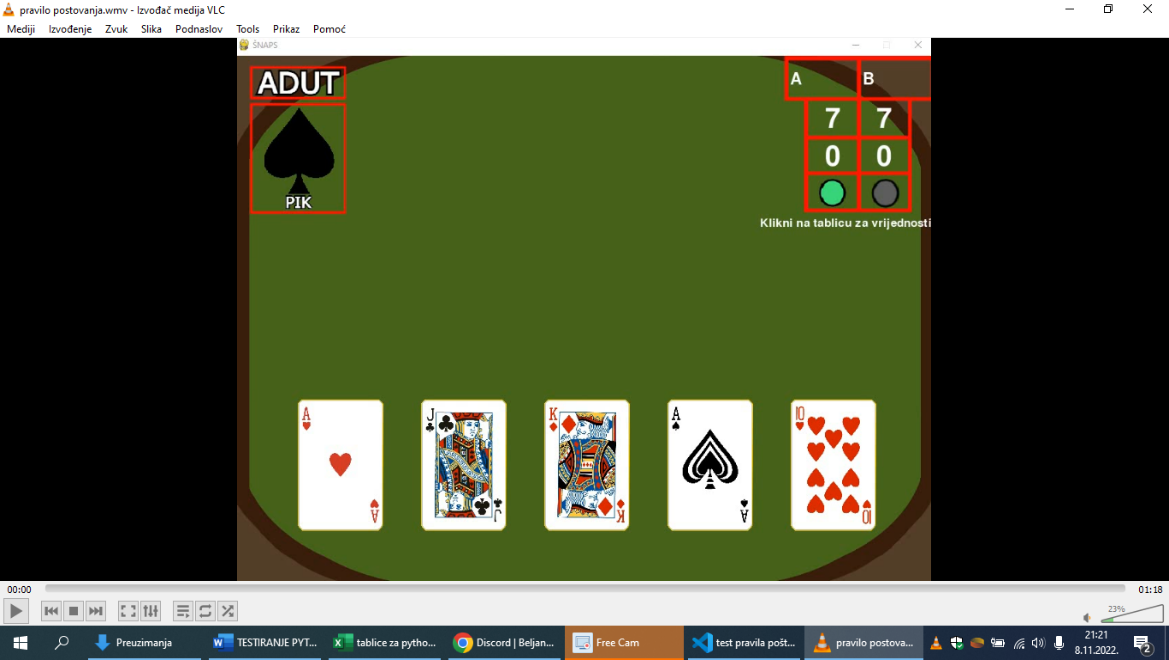 pravilo postovanja.wmv - Izvođač medija VLC
Mediji Izvođenje Zvuk Slika Podnaslov Tools Prikaz Pomoć
ŠNAPS
ADUT
PIK
A B
7 7
0 0
Klikni na tablicu za vrijednosti
A J K A 10
A J K A 10
00:00 01:18
23%
Preuzimanja
TESTIRANJE PYT...
tablice za pytho...
Discord | Beljan...
Free Cam
test pravila pošt...
pravilo postova...
21:21
8.11.2022.
2